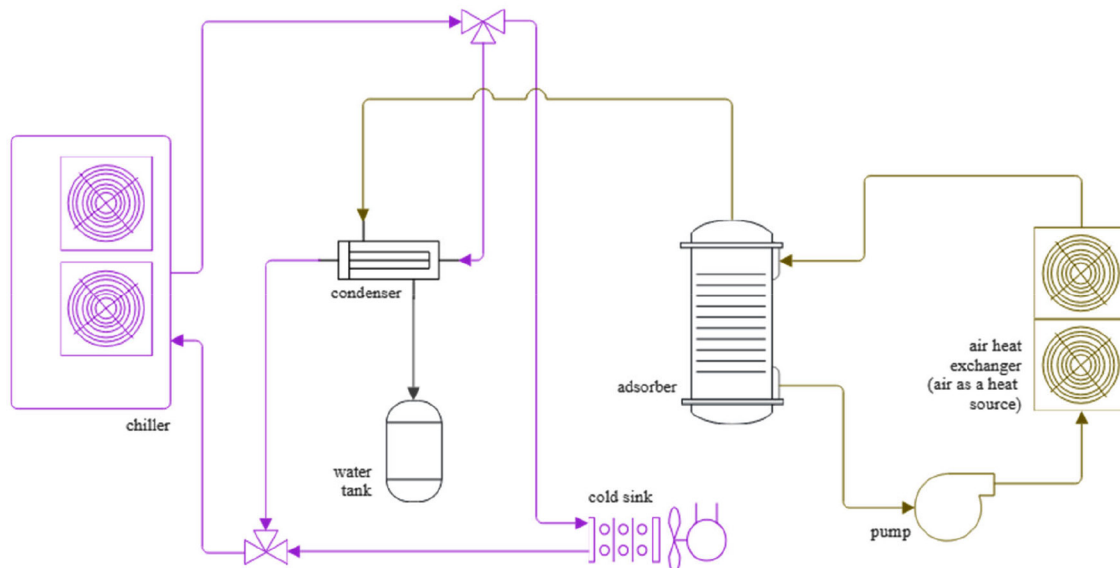 condenser
chiller
adsorber
air heat
exchanger
(air as a heat
source)
water
tank
cold sink
pump